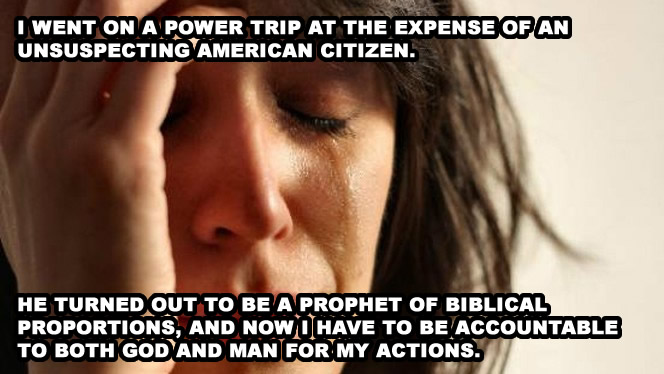 I WENT ON A POWER TRIP AT THE EXPENSE OF AN
UNSUSPECTING AMERICAN CITIZEN.
HE TURNED OUT TO BE A PROPHET OF BIBLICAL
PROPORTIONS, AND NOW I HAVE TO BE ACCOUNTABLE
TO BOTH GOD AND MAN FOR MY ACTIONS.